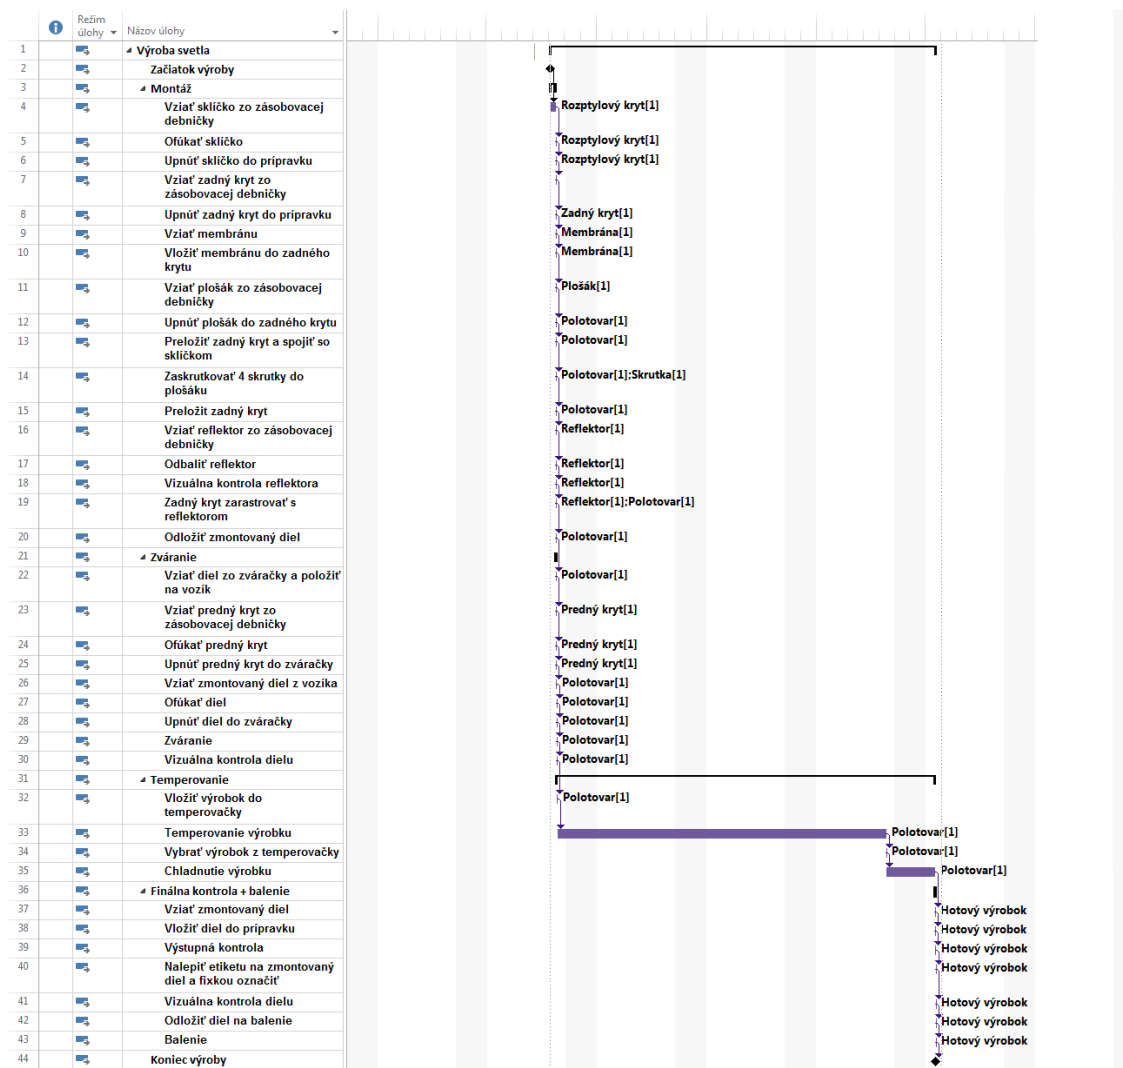 Režim
úlohy
Názov úlohy
1 Výroba svetla
2 Začiatok výroby
3 Montáž
4 Vziať sklíčko zo zásobovacej Rozptylový kryt[1]
debničky
5 Ofúkať sklíčko Rozptylový kryt[1]
6 Upnúť sklíčko do prípravku Rozptylový kryt[1]
7 Vziať zadný kryt zo
zásobovacej debničky
8 Upnúť zadný kryt do prípravku Zadný kryt[1]
9 Vziať membránu Membrána[1]
10 Vložiť membránu do zadného Membrána[1]
krytu
11 Vziať plošák zo zásobovacej Plošák[1]
debničky
12 Upnúť plošák do zadného krytu Polotovar[1]
13 Preložiť zadný kryt a spojiť so Polotovar[1]
sklíčkom
14 Zaskrutkovať 4 skrutky do Polotovar[1];Skrutka[1]
plošáku
15 Preložit zadný kryt Polotovar[1]
16 Vziať reflektor zo zásobovacej Reflektor[1]
debničky
17 Odbaliť reflektor Reflektor[1]
18 Vizuálna kontrola reflektora Reflektor[1]
19 Zadný kryt zarastrovať s Reflektor[1];Polotovar[1]
reflektorom
20 Odložiť zmontovaný diel Polotovar[1]
21 Zváranie
22 Vziať diel zo zváračky a položiť Polotovar[1]
na vozík
23 Vziať predný kryt zo Predný kryt[1]
zásobovacej debničky
24 Ofúkať predný kryt Predný kryt[1]
25 Upnúť predný kryt do zváračky Predný kryt[1]
26 Vziať zmontovaný diel z vozíka Polotovar[1]
27 Ofúkať diel Polotovar[1]
28 Upnúť diel do zváračky Polotovar[1]
29 Zváranie Polotovar[1]
30 Vizuálna kontrola dielu Polotovar[1]
31 Temperovanie
32 Vložiť výrobok do Polotovar[1]
temperovačky
33 Temperovanie výrobku Polotovar[1]
34 Vybrať výrobok z temperovačky Polotovar[1]
35 Chladnutie výrobku Polotovar[1]
36 Finálna kontrola + balenie
37 Vziať zmontovaný diel Hotový výrobok
38 Vložiť diel do prípravku Hotový výrobok
39 Výstupná kontrola Hotový výrobok
40 Nalepiť etiketu na zmontovaný Hotový výrobok
diel a fixkou označiť
41 Vizuálna kontrola dielu Hotový výrobok
42 Odložiť diel na balenie Hotový výrobok
43 Balenie Hotový výrobok
44 Koniec výroby